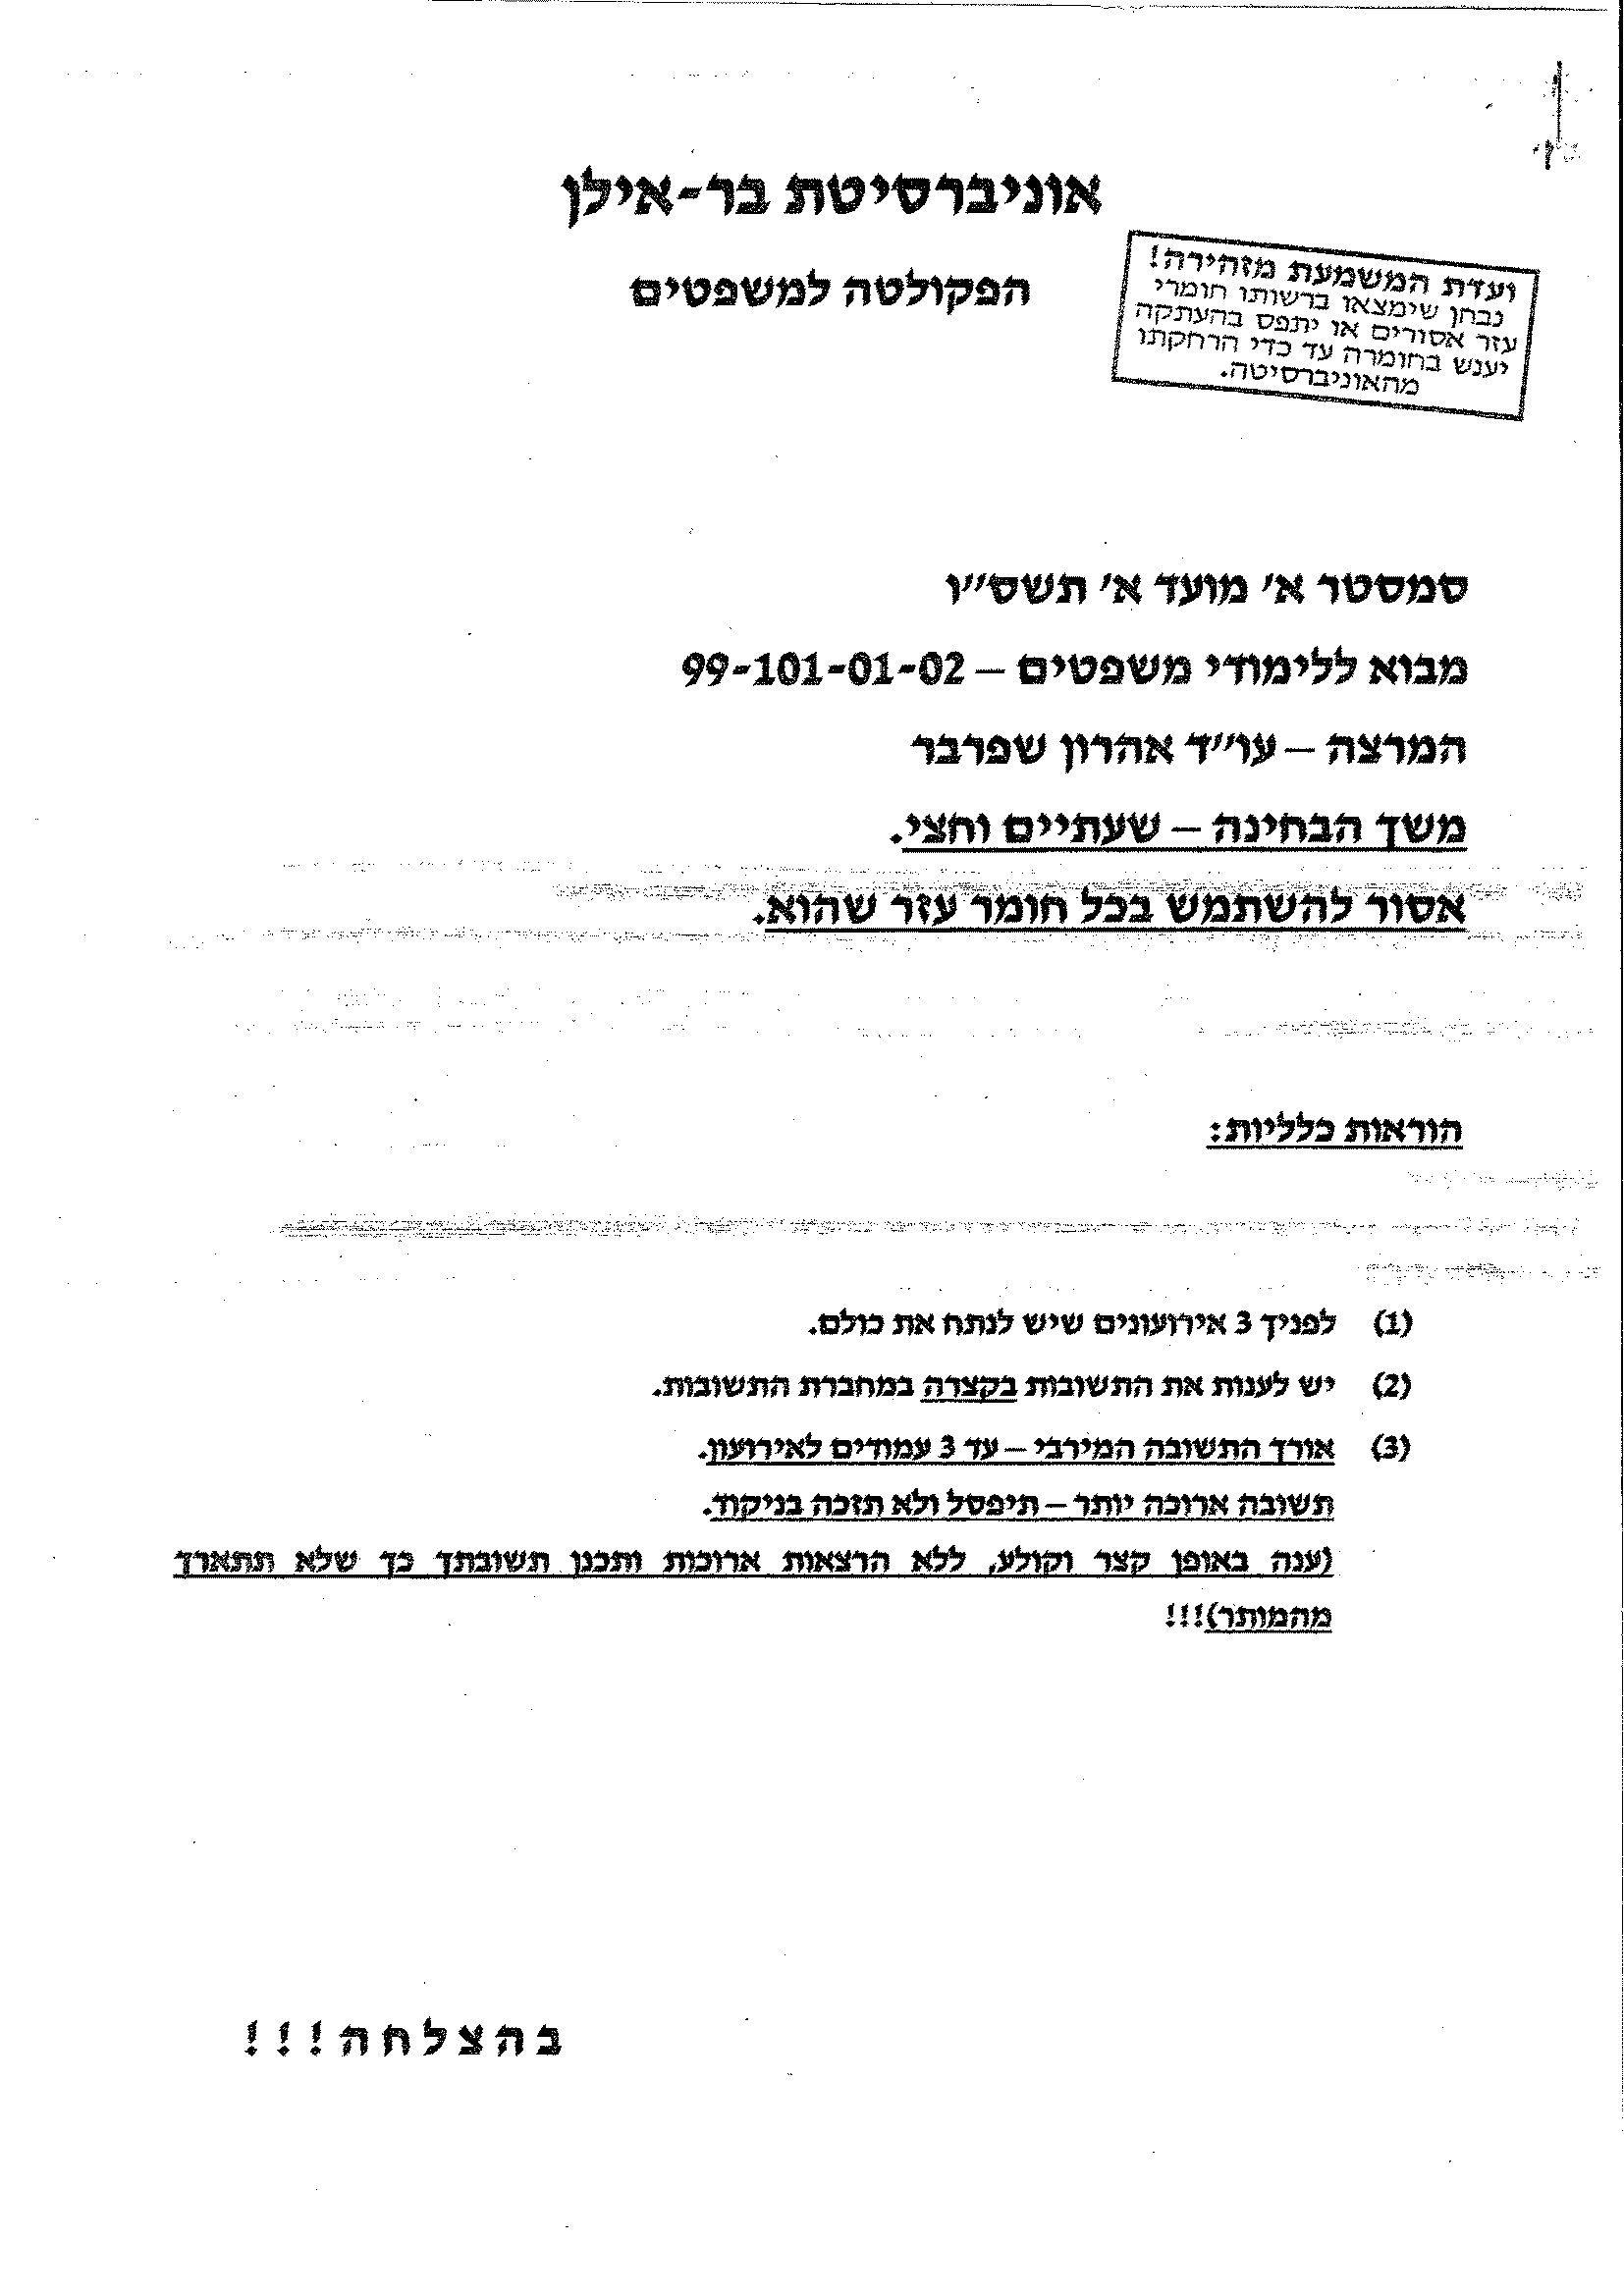 אוניברסיטת בר-אילן
הפקולטה למשפטים
ועדת המשמעת מזהירה!
נבחן שימצאו ברשותו חומרי
עזר אסורים או יתפס בהעתקה
יענש בחומרה עד כדי הרחקתו
מהאוניברסיטה.
סמסטר א' מועד א' תשס"ו
מבוא ללימודי משפטים – 99-101-01-02
המרצה – עו"ד אהרון שפרבר
משך הבחינה – שעתיים וחצי.
אסור להשתמש בכל חומר עזר שהוא.
הוראות כלליות:
(1) לפניך 3 אירועונים שיש לנתח את כולם.
(2) יש לענות את התשובות בקצרה במחברת התשובות.
(3) אורך התשובה המירבי – עד 3 עמודים לאירועון.
תשובה ארוכה יותר – תיפסל ולא תזכה בניקוד.
(ענה באופן קצר וקולע, ללא הרצאות ארוכות ותכנן תשובתך כך שלא תתארך
מהמותר)!!!
בהצלחה!!!